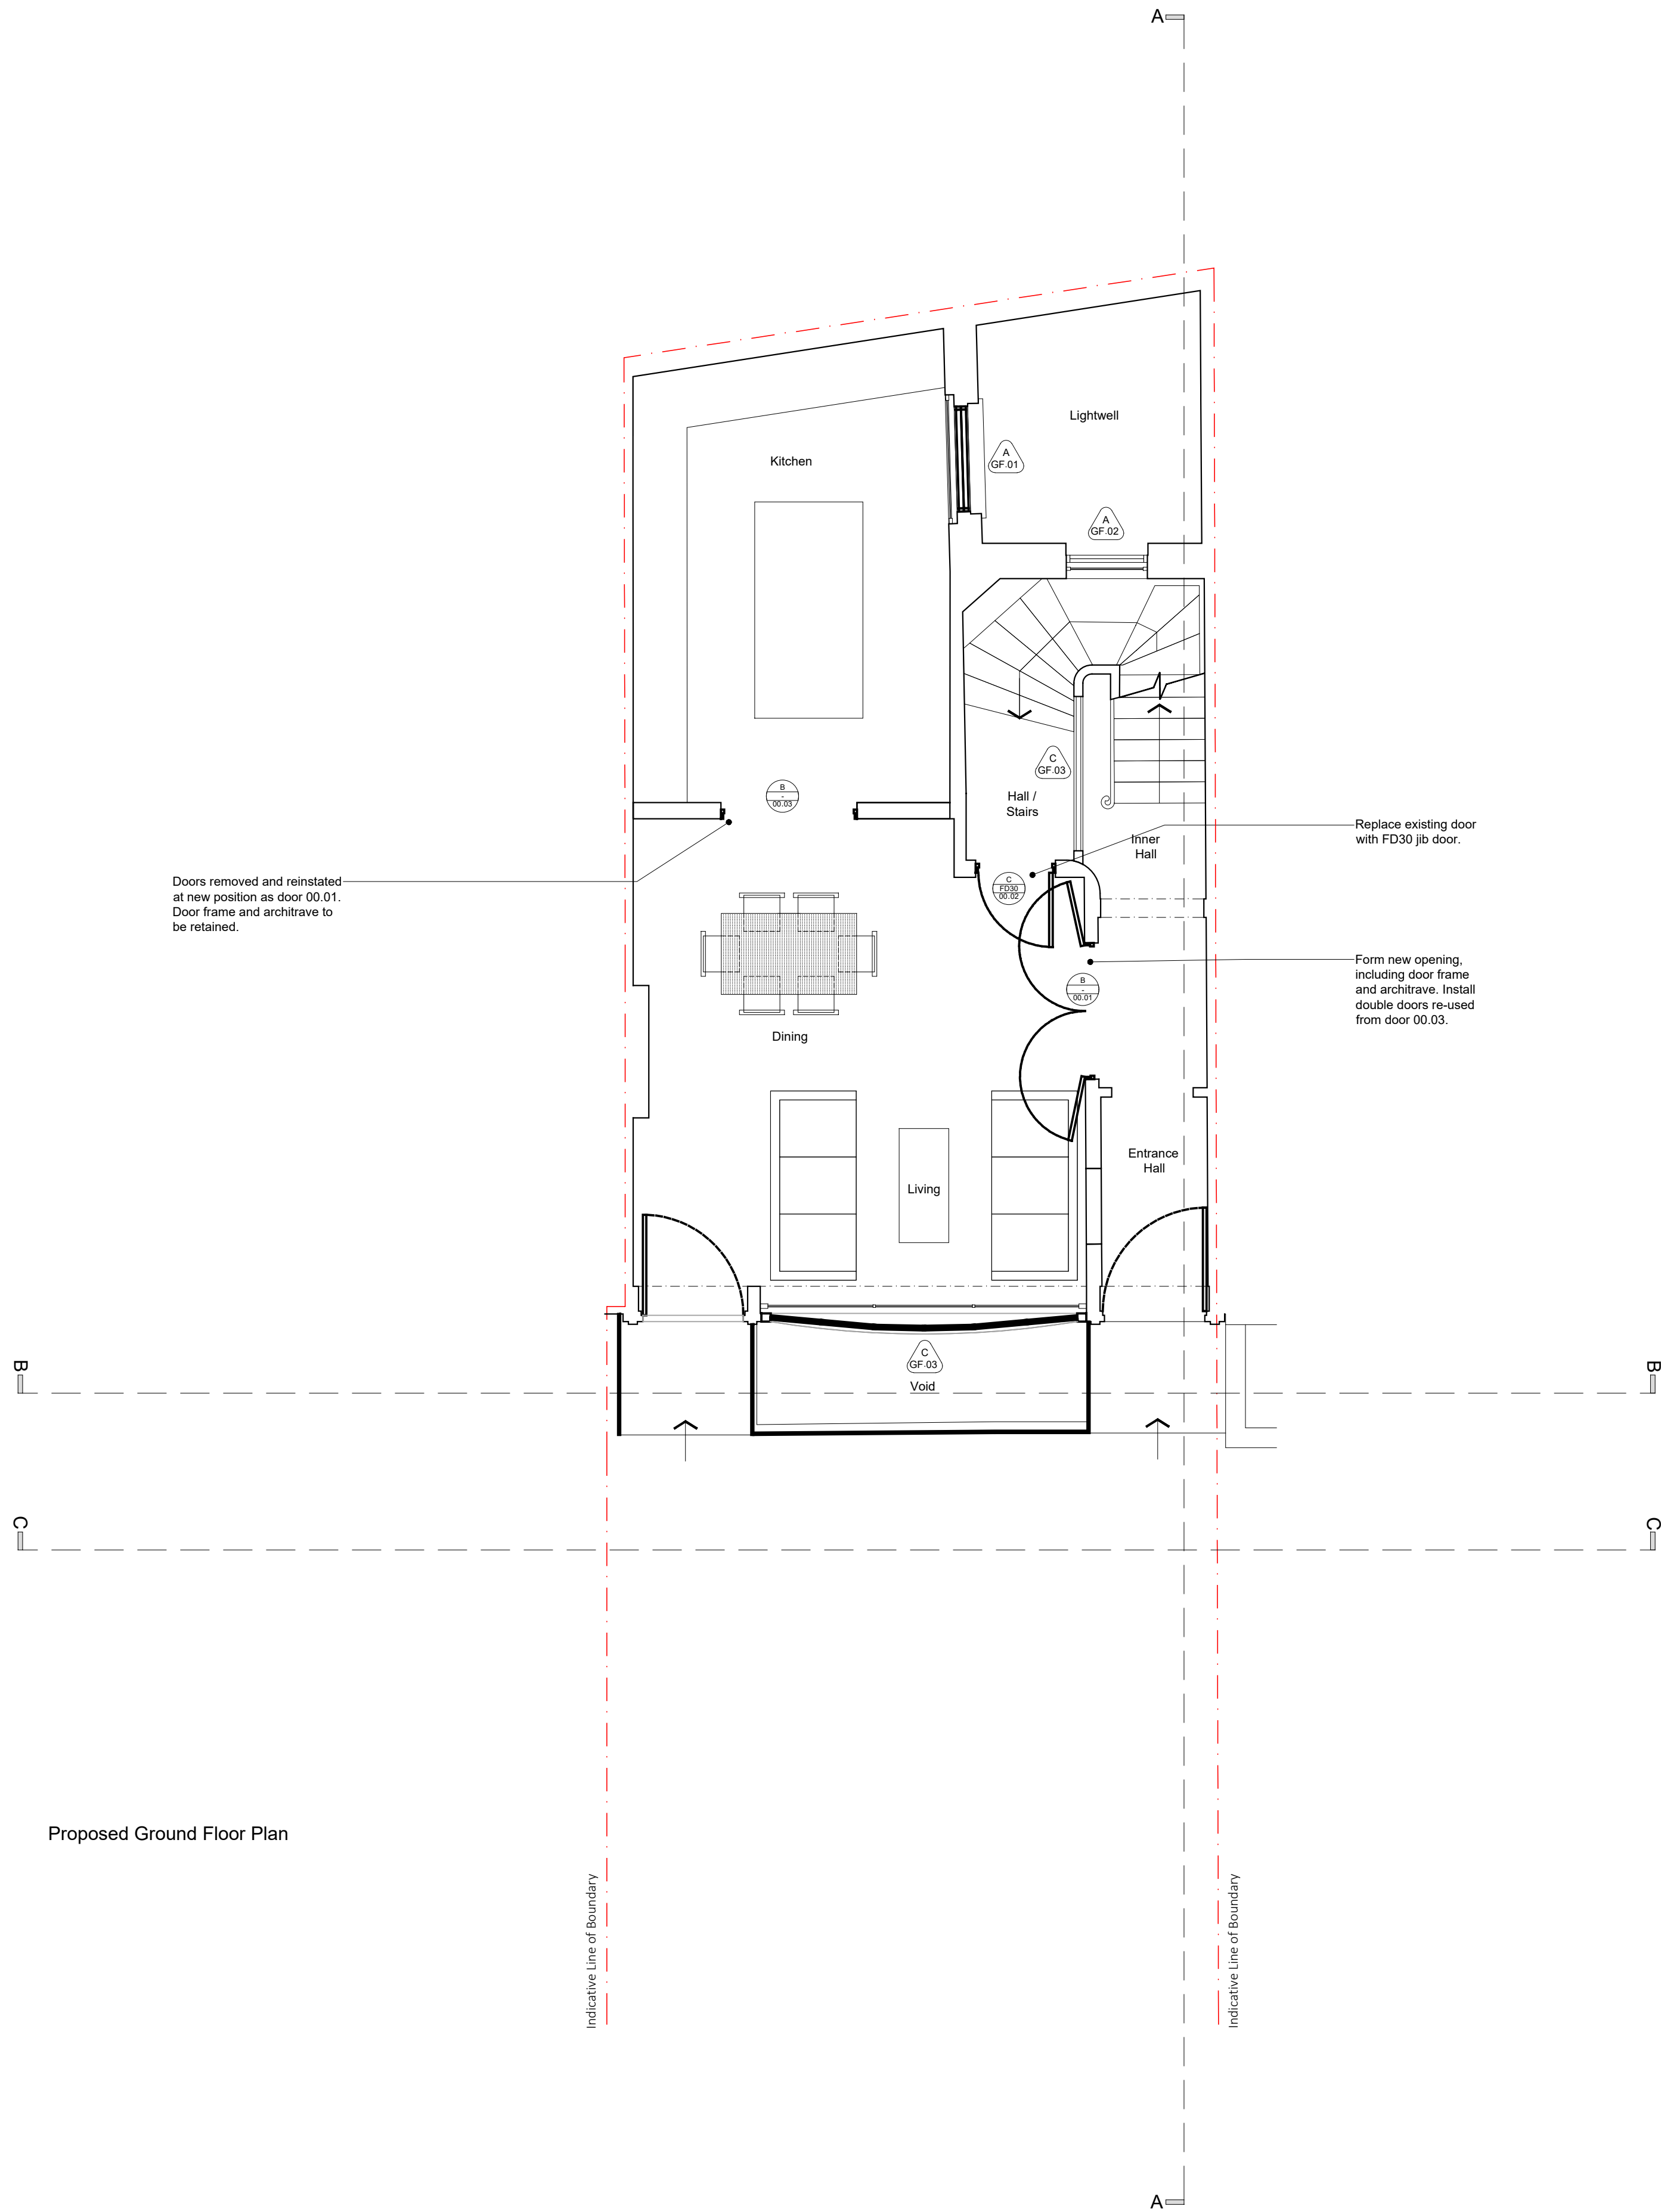 A
Lightwell
A
GF.01
Kitchen
A
GF.02
C
GF.03
B
-
00.03
Hall /
Stairs
Inner
Hall
Replace existing door
with FD30 jib door.
Doors removed and reinstated
at new position as door 00.01.
Door frame and architrave to
be retained.
C
FD30
00.02
Form new opening,
including door frame
and architrave. Install
double doors re-used
from door 00.03.
B
-
00.01
Dining
Entrance
Hall
Living
C
GF.03
Void
B
B
C
C
Proposed Ground Floor Plan
Indicative Line of Boundary
Indicative Line of Boundary
A